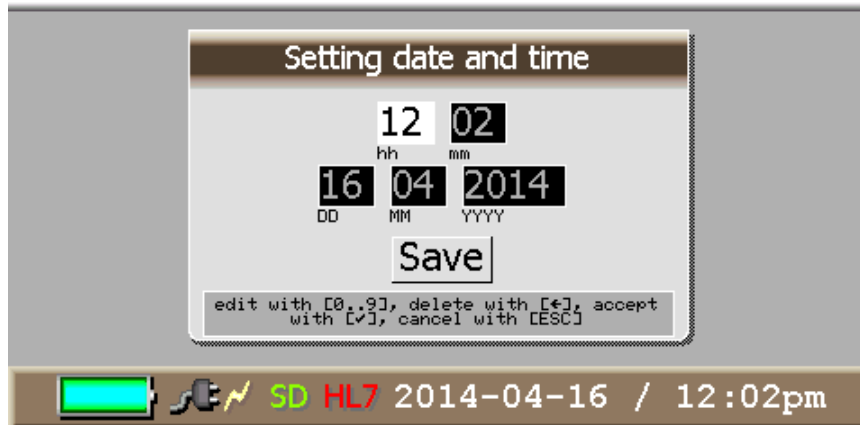 Setting date and time
12 02
hh mm
16 04 2014
DD MM YYYY
Save
edit with [0..9], delete with [←], accept
with [✓], cancel with [ESC]
SD HL7 2014-04-16 / 12:02pm